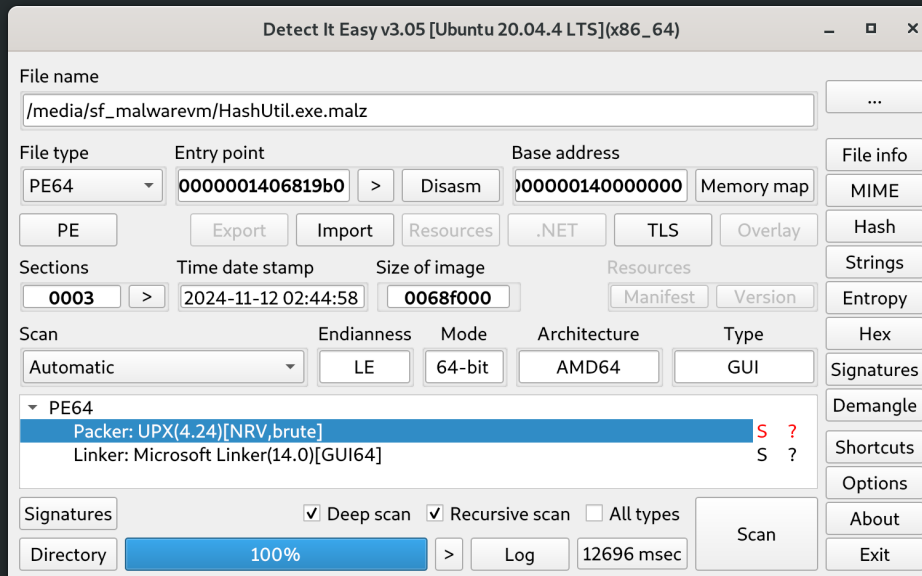 Detect It Easy v3.05 [Ubuntu 20.04.4 LTS](x86_64)
File name
/media/sf_malwarevm/HashUtil.exe.malz
...
File type
Entry point
Base address
PE64
0000001406819b0
>
Disasm
000000140000000
Memory map
File info
MIME
PE
Export
Import
Resources
.NET
TLS
Overlay
Hash
Sections
Time date stamp
Size of image
Resources
Strings
0003
>
2024-11-12 02:44:58
0068f000
Manifest
Version
Entropy
Scan
Endianness
Mode
Architecture
Type
Hex
Automatic
LE
64-bit
AMD64
GUI
Signatures
PE64
Demangle
Packer: UPX(4.24)[NRV,brute]
S ?
Linker: Microsoft Linker(14.0)[GUI64]
S ?
Shortcuts
Options
Signatures
Deep scan
Recursive scan
All types
Scan
About
Directory
100%
>
Log
12696 msec
Exit